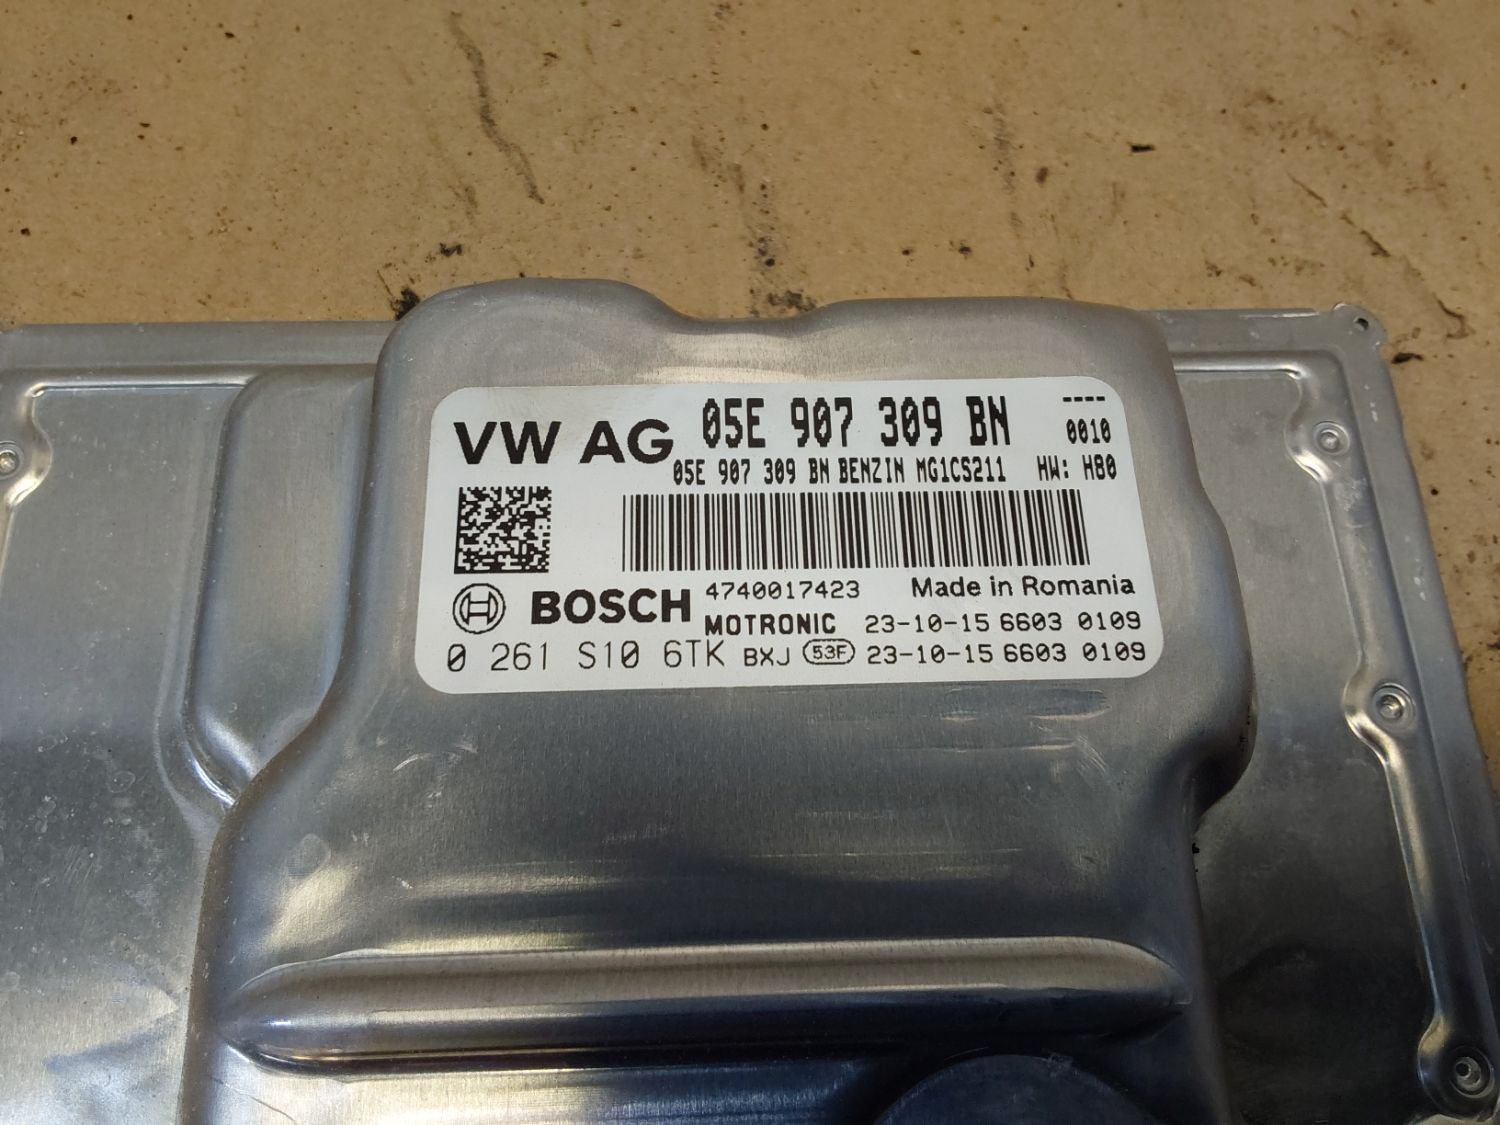 VW AG 05E 907 309 BN ----
0010
05E 907 309 BN BENZIN MG1CS211 HW: H80
BOSCH 4740017423 Made in Romania
MOTRONIC 23-10-15 6603 0109
0 261 S10 6TK BXJ 53F 23-10-15 6603 0109